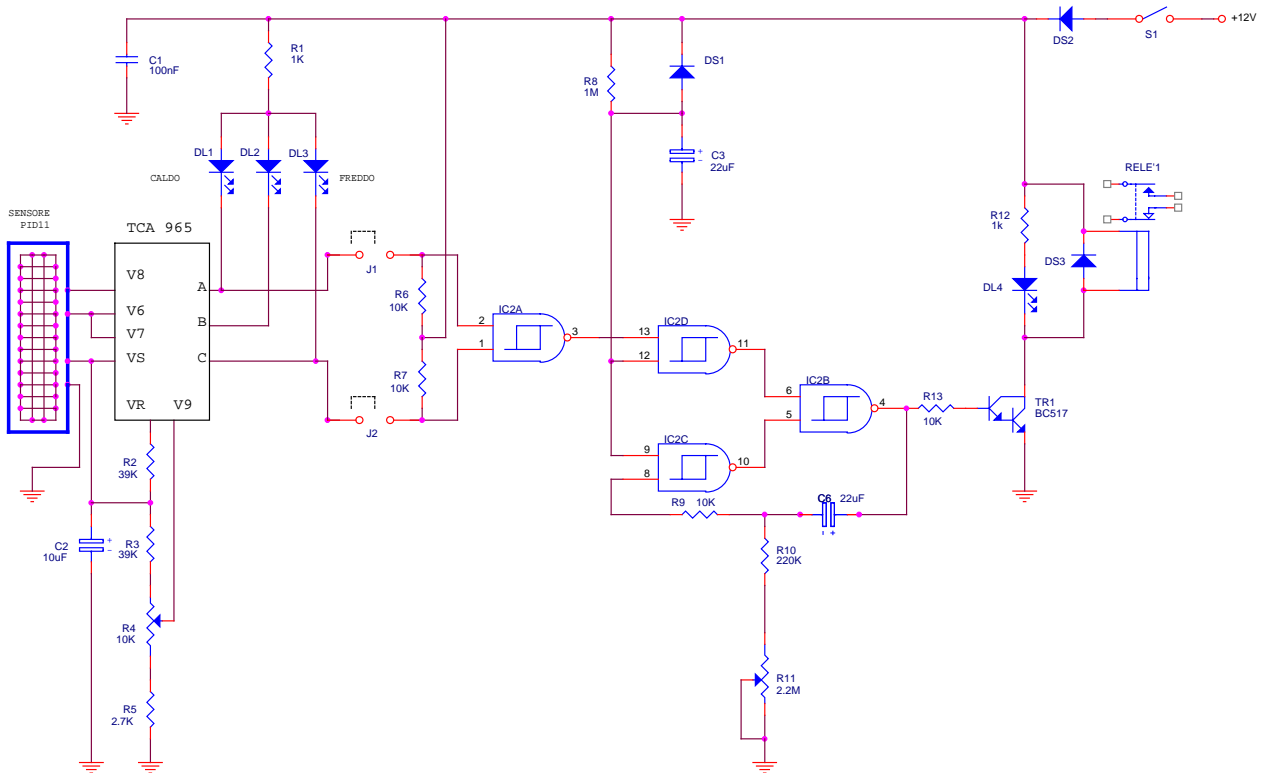 +12V
DS2
S1
C1
100nF
R1
1K
R8
1M
DS1
C3
22uF
DL1
DL2
DL3
CALDO
FREDDO
RELE'1
SENSORE
PID11
TCA 965
V8
V6
V7
VS
VR
V9
A
B
C
J1
R6
10K
R7
10K
J2
IC2A
2
1
3
IC2D
13
12
11
IC2C
9
8
10
IC2B
6
5
4
R13
10K
R12
1k
DL4
DS3
TR1
BC517
R9 10K
C6 22uF
- +
R10
220K
R11
2.2M
R2
39K
C2
10uF
+
-
R3
39K
R4
10K
R5
2.7K